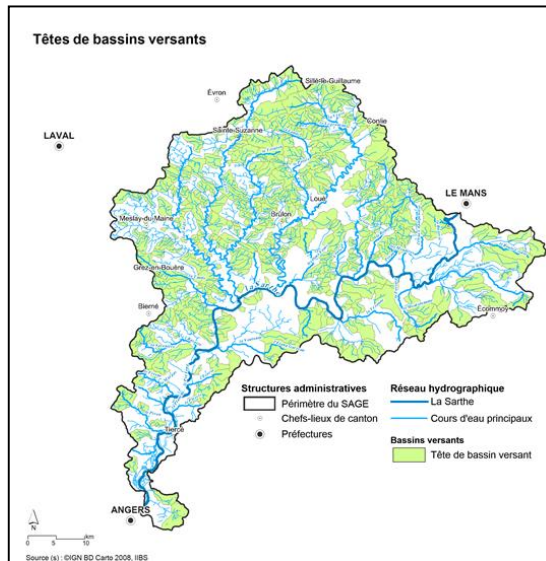 Têtes de bassins versants
Sillé-le-Guillaume
Évron
Conlie
Sainte-Suzanne
LAVAL
Loué
LE MANS
Brûlon
Meslay-du-Maine
Grez-en-Bouère
La Sarthe
Bierné
Écommoy
Structures administratives
Périmètre du SAGE
Chefs-lieux de canton
Préfectures
Réseau hydrographique
La Sarthe
Cours d'eau principaux
Bassins versants
Tête de bassin versant
Tiercé
ANGERS
N
0 5 10 km
Source (s) : ©IGN BD Carto 2008, IIBS